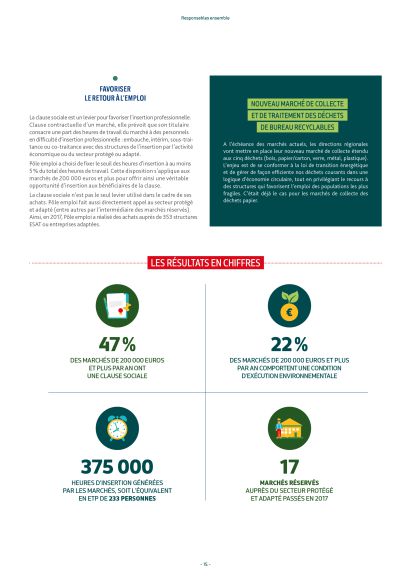 Responsables ensemble
FAVORISER
LE RETOUR À L'EMPLOI
La clause sociale est un levier pour favoriser l'insertion professionnelle.
Clause contractuelle d'un marché, elle prévoit que son titulaire
consacre une part des heures de travail du marché à des personnels
en difficulté d'insertion professionnelle : embauche, intérim, sous-trai-
tance ou co-traitance avec des structures de l'insertion par l'activité
économique ou du secteur protégé ou adapté.
Pôle emploi a choisi de fixer le seuil des heures d'insertion à au moins
5 % du total des heures de travail. Cette disposition s'applique aux
marchés de 200 000 euros et plus pour offrir ainsi une véritable
opportunité d'insertion aux bénéficiaires de la clause.
La clause sociale n'est pas le seul levier utilisé dans le cadre de ses
achats. Pôle emploi fait aussi directement appel au secteur protégé
et adapté (entre autres par l'intermédiaire des marchés réservés).
Ainsi, en 2017, Pôle emploi a réalisé des achats auprès de 353 structures
ESAT ou entreprises adaptées.
NOUVEAU MARCHÉ DE COLLECTE
ET DE TRAITEMENT DES DÉCHETS
DE BUREAU RECYCLABLES
À l'échéance des marchés actuels, les directions régionales
vont mettre en place leur nouveau marché de collecte étendu
aux cinq déchets (bois, papier/carton, verre, métal, plastique).
L'enjeu est de se conformer à la loi de transition énergétique
et de gérer de façon efficiente nos déchets courants dans une
logique d'économie circulaire, tout en privilégiant le recours à
des structures qui favorisent l'emploi des populations les plus
fragiles. C'était déjà le cas pour les marchés de collecte des
déchets papier.
LES RÉSULTATS EN CHIFFRES
47 %
DES MARCHÉS DE 200 000 EUROS
ET PLUS PAR AN ONT
UNE CLAUSE SOCIALE
€
22 %
DES MARCHÉS DE 200 000 EUROS ET PLUS
PAR AN COMPORTENT UNE CONDITION
D'EXÉCUTION ENVIRONNEMENTALE
375 000
HEURES D'INSERTION GÉNÉRÉES
PAR LES MARCHÉS, SOIT L'ÉQUIVALENT
EN ETP DE 233 PERSONNES
17
MARCHÉS RÉSERVÉS
AUPRÈS DU SECTEUR PROTÉGÉ
ET ADAPTÉ PASSÉS EN 2017
- 15 -